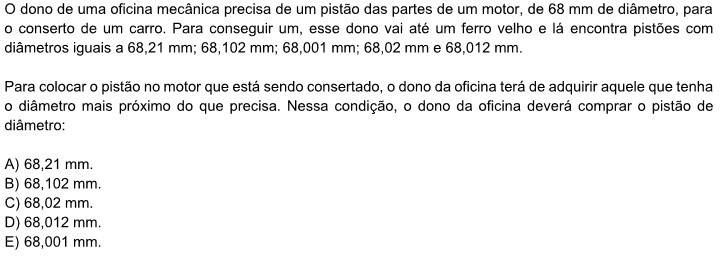 O dono de uma oficina mecânica precisa de um pistão das partes de um motor, de 68 mm de diâmetro, para
o conserto de um carro. Para conseguir um, esse dono vai até um ferro velho e lá encontra pistões com
diâmetros iguais a 68,21 mm; 68,102 mm; 68,001 mm; 68,02 mm e 68,012 mm.
Para colocar o pistão no motor que está sendo consertado, o dono da oficina terá de adquirir aquele que tenha
o diâmetro mais próximo do que precisa. Nessa condição, o dono da oficina deverá comprar o pistão de
diâmetro:
A) 68,21 mm.
B) 68,102 mm.
C) 68,02 mm.
D) 68,012 mm.
E) 68,001 mm.